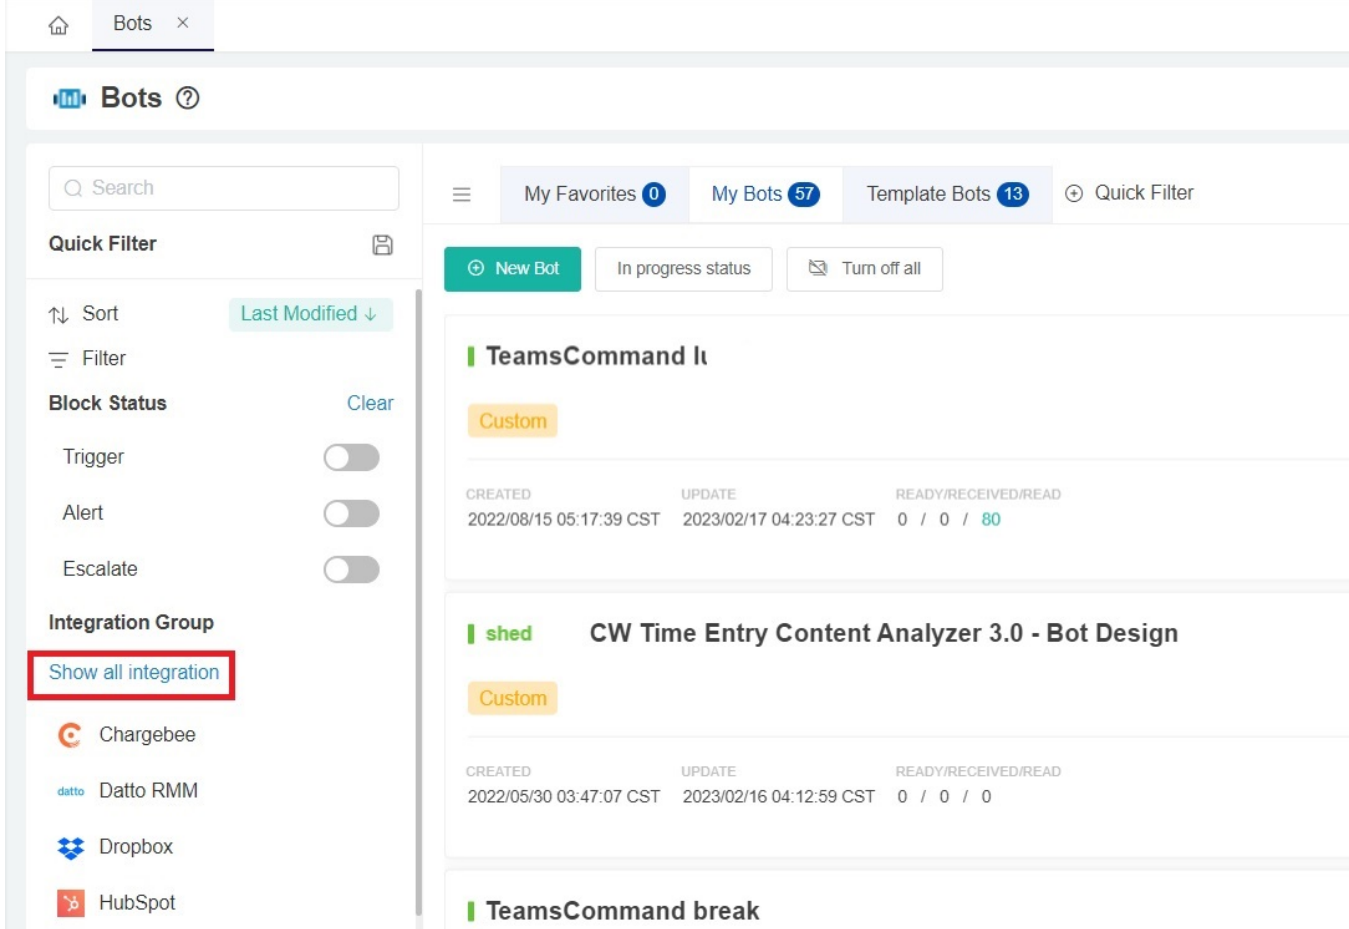 Bots ×
Bots
Search
Quick Filter
Sort Last Modified ↓
Filter
Block Status Clear
Trigger
Alert
Escalate
Integration Group
Show all integration
Chargebee
datto Datto RMM
Dropbox
HubSpot
My Favorites 0 My Bots 57 Template Bots 13 Quick Filter
New Bot In progress status Turn off all
TeamsCommand
Custom
CREATED UPDATE READY/RECEIVED/READ
2022/08/15 05:17:39 CST 2023/02/17 04:23:27 CST 0 / 0 / 80
shed CW Time Entry Content Analyzer 3.0 - Bot Design
Custom
CREATED UPDATE READY/RECEIVED/READ
2022/05/30 03:47:07 CST 2023/02/16 04:12:59 CST 0 / 0 / 0
TeamsCommand break